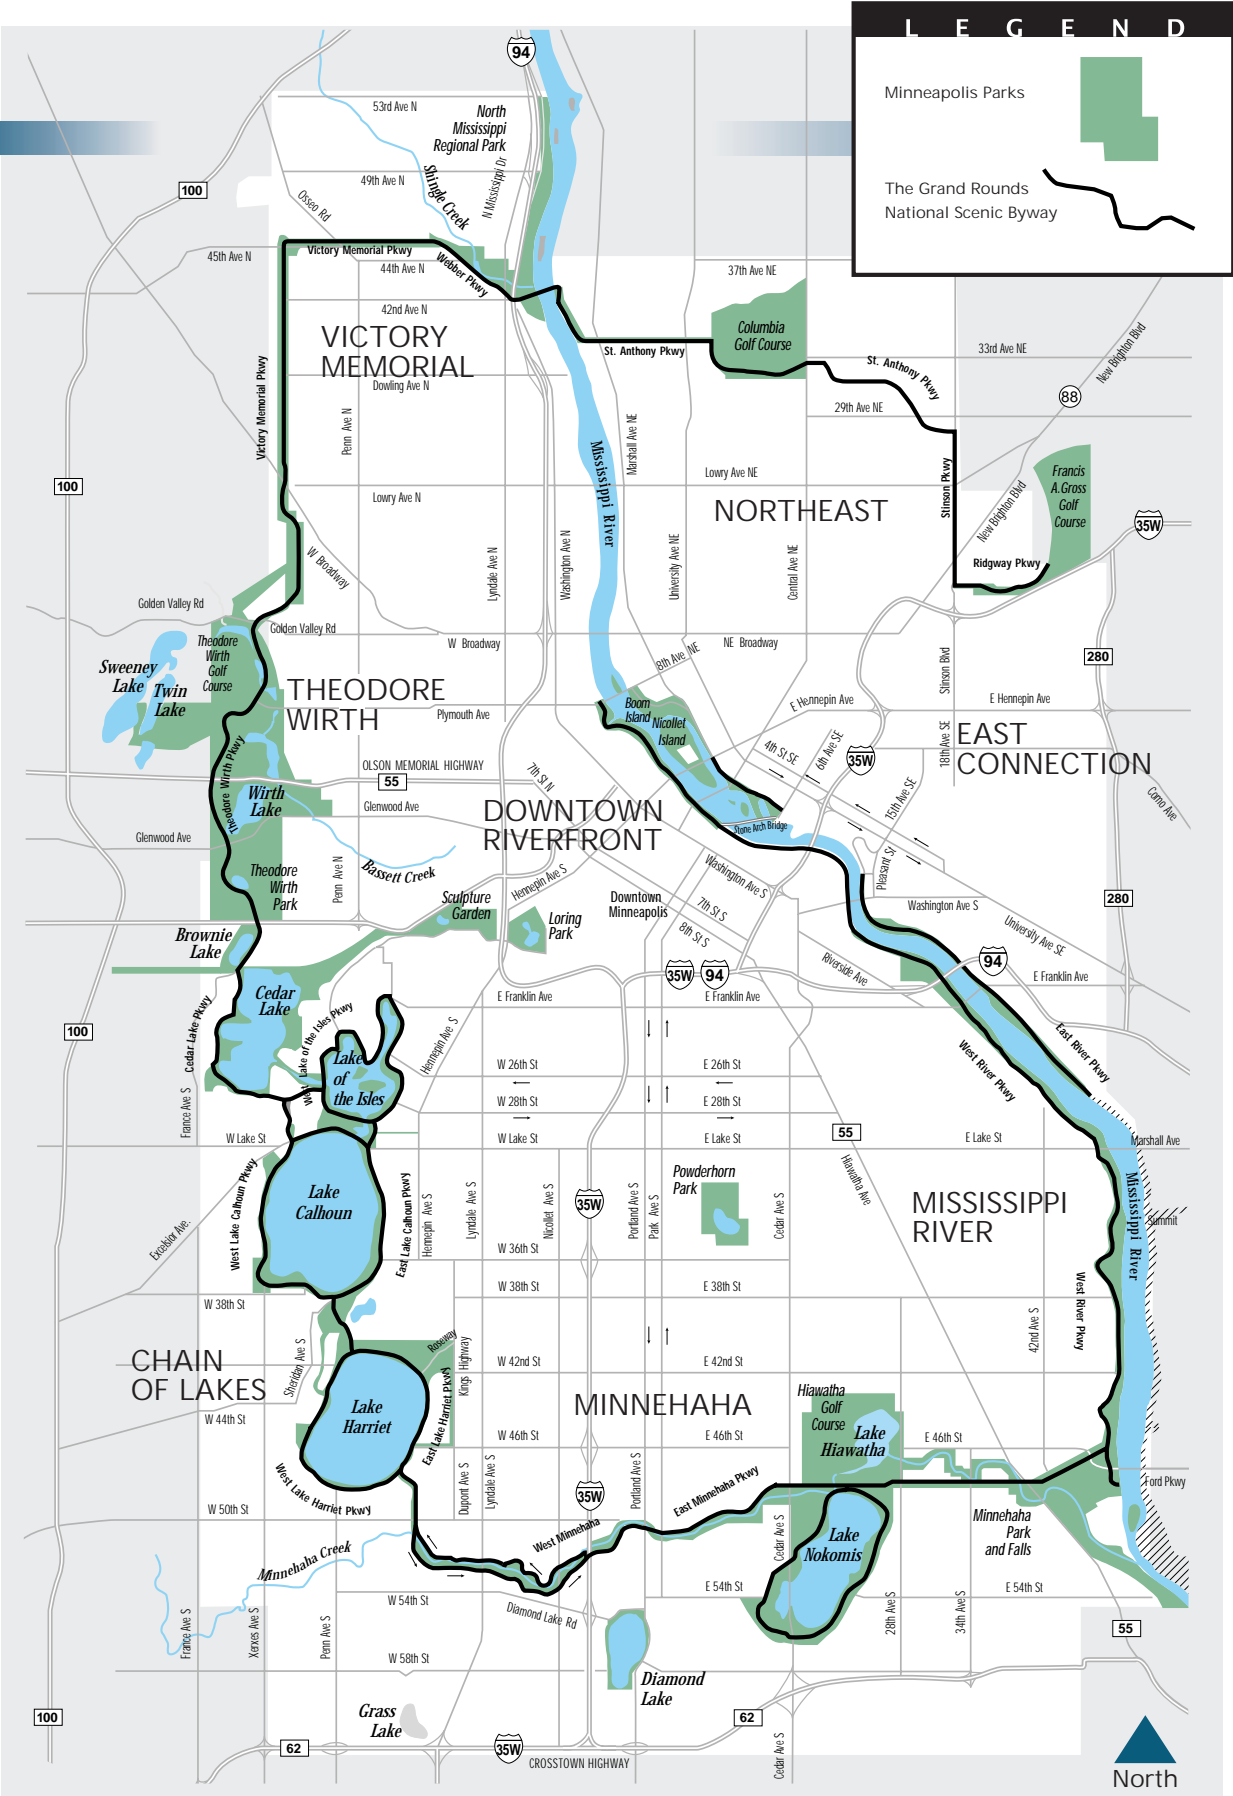 L E G E N D
Minneapolis Parks
The Grand Rounds
National Scenic Byway
94
53rd Ave N
North
Mississippi
Regional Park
N Mississippi Dr
49th Ave N
Shingle Creek
Osseo Rd
100
45th Ave N
Victory Memorial Pkwy
44th Ave N
Webber Pkwy
42nd Ave N
VICTORY
MEMORIAL
Dowling Ave N
Victory Memorial Pkwy
Penn Ave N
37th Ave NE
Columbia
Golf Course
St. Anthony Pkwy
St. Anthony Pkwy
33rd Ave NE
New Brighton Blvd
88
29th Ave NE
Marshall Ave NE
Mississippi River
Lowry Ave NE
Lowry Ave N
100
NORTHEAST
Stinson Pkwy
New Brighton Blvd
Francis
A.Gross
Golf
Course
35W
Ridgway Pkwy
W Broadway
Lyndale Ave N
Washington Ave N
University Ave NE
Central Ave NE
Golden Valley Rd
Golden Valley Rd
W Broadway
NE Broadway
8th Ave NE
Stinson Blvd
280
Theodore
Wirth
Golf
Course
Sweeney
Lake
Twin
Lake
THEODORE
WIRTH
Plymouth Ave
Boom
Island
Nicollet
Island
E Hennepin Ave
E Hennepin Ave
4th St SE
6th Ave SE
35W
18th Ave SE
EAST
CONNECTION
Como Ave
Theodore Wirth Pkwy
OLSON MEMORIAL HIGHWAY
55
7th St N
Wirth
Lake
Glenwood Ave
Glenwood Ave
DOWNTOWN
RIVERFRONT
Stone Arch Bridge
15th Ave SE
Pleasant St
Bassett Creek
Penn Ave N
Theodore
Wirth
Park
Hennepin Ave S
Washington Ave S
Sculpture
Garden
Loring
Park
Downtown
Minneapolis
7th St S
8th St S
Washington Ave S
University Ave SE
280
Brownie
Lake
Riverside Ave
94
35W
94
E Franklin Ave
E Franklin Ave
E Franklin Ave
Cedar
Lake
Cedar Lake Pkwy
West Lake of the Isles Pkwy
Lake
of
the Isles
Hennepin Ave S
100
East River Pkwy
West River Pkwy
W 26th St
E 26th St
W 28th St
E 28th St
France Ave S
W Lake St
W Lake St
E Lake St
55
E Lake St
Marshall Ave
Hiawatha Ave
Lake
Calhoun
West Lake Calhoun Pkwy
East Lake Calhoun Pkwy
Excelsior Ave.
Hennepin Ave S
Lyndale Ave S
Nicollet Ave S
35W
Portland Ave S
Park Ave S
Powderhorn
Park
Cedar Ave S
MISSISSIPPI
RIVER
Mississippi River
Summit
W 36th St
W 38th St
E 38th St
W 38th St
West River Pkwy
42nd Ave S
Roseway
Kings Highway
Sheridan Ave S
W 42nd St
E 42nd St
CHAIN
OF LAKES
Lake
Harriet
East Lake Harriet Pkwy
W 44th St
MINNEHAHA
Hiawatha
Golf
Course
Lake
Hiawatha
W 46th St
E 46th St
E 46th St
West Lake Harriet Pkwy
Dupont Ave S
Lyndale Ave S
35W
Portland Ave S
East Minnehaha Pkwy
Ford Pkwy
W 50th St
West Minnehaha
Minnehaha Creek
Cedar Ave S
Lake
Nokomis
Minnehaha
Park
and Falls
E 54th St
E 54th St
W 54th St
Diamond Lake Rd
France Ave S
Xerxes Ave S
Penn Ave S
28th Ave S
34th Ave S
55
W 58th St
Diamond
Lake
Grass
Lake
100
62
35W
62
CROSSTOWN HIGHWAY
Cedar Ave S
North